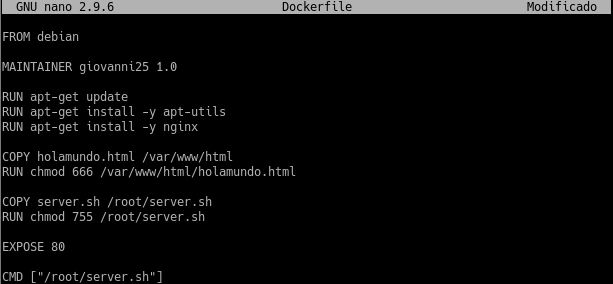 GNU nano 2.9.6 Dockerfile Modificado
FROM debian
MAINTAINER giovanni25 1.0
RUN apt-get update
RUN apt-get install -y apt-utils
RUN apt-get install -y nginx
COPY holamundo.html /var/www/html
RUN chmod 666 /var/www/html/holamundo.html
COPY server.sh /root/server.sh
RUN chmod 755 /root/server.sh
EXPOSE 80
CMD ["/root/server.sh"]